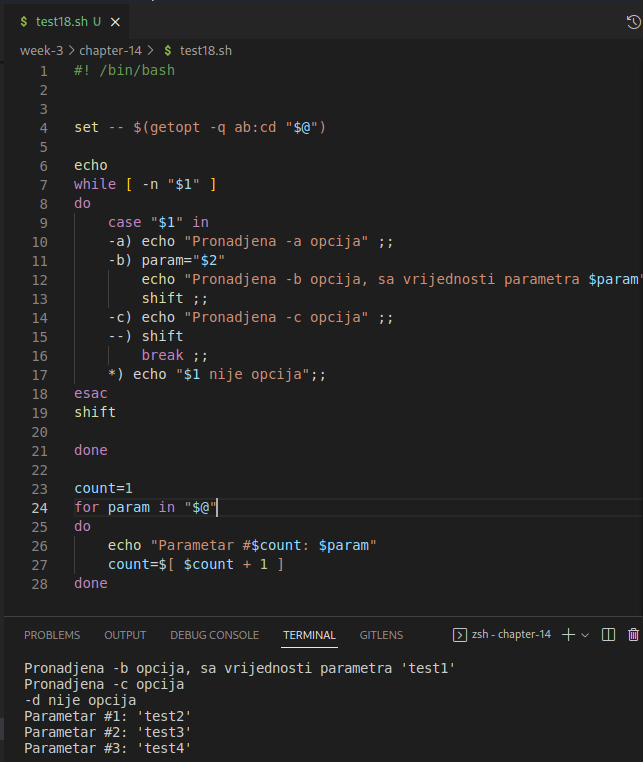 $ test18.sh U ×
week-3 > chapter-14 > $ test18.sh
1 #! /bin/bash
2
3
4 set -- $(getopt -q ab:cd "$@")
5
6 echo
7 while [ -n "$1" ]
8 do
9 case "$1" in
10 -a) echo "Pronadjena -a opcija" ;;
11 -b) param="$2"
12 echo "Pronadjena -b opcija, sa vrijednosti parametra $param"
13 shift ;;
14 -c) echo "Pronadjena -c opcija" ;;
15 --) shift
16 break ;;
17 *) echo "$1 nije opcija";;
18 esac
19 shift
20
21 done
22
23 count=1
24 for param in "$@"
25 do
26 echo "Parametar #$count: $param"
27 count=$[ $count + 1 ]
28 done
PROBLEMS OUTPUT DEBUG CONSOLE TERMINAL GITLENS zsh - chapter-14
Pronadjena -b opcija, sa vrijednosti parametra 'test1'
Pronadjena -c opcija
-d nije opcija
Parametar #1: 'test2'
Parametar #2: 'test3'
Parametar #3: 'test4'